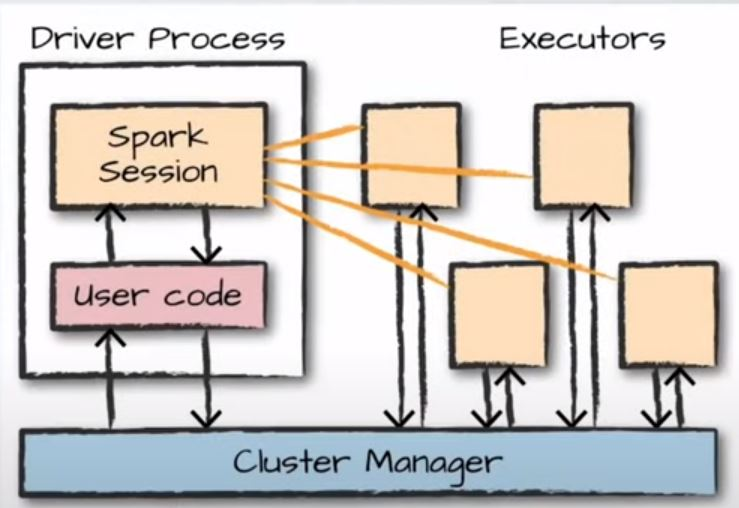 Driver Process
Executors
Spark
Session
User code
Cluster Manager